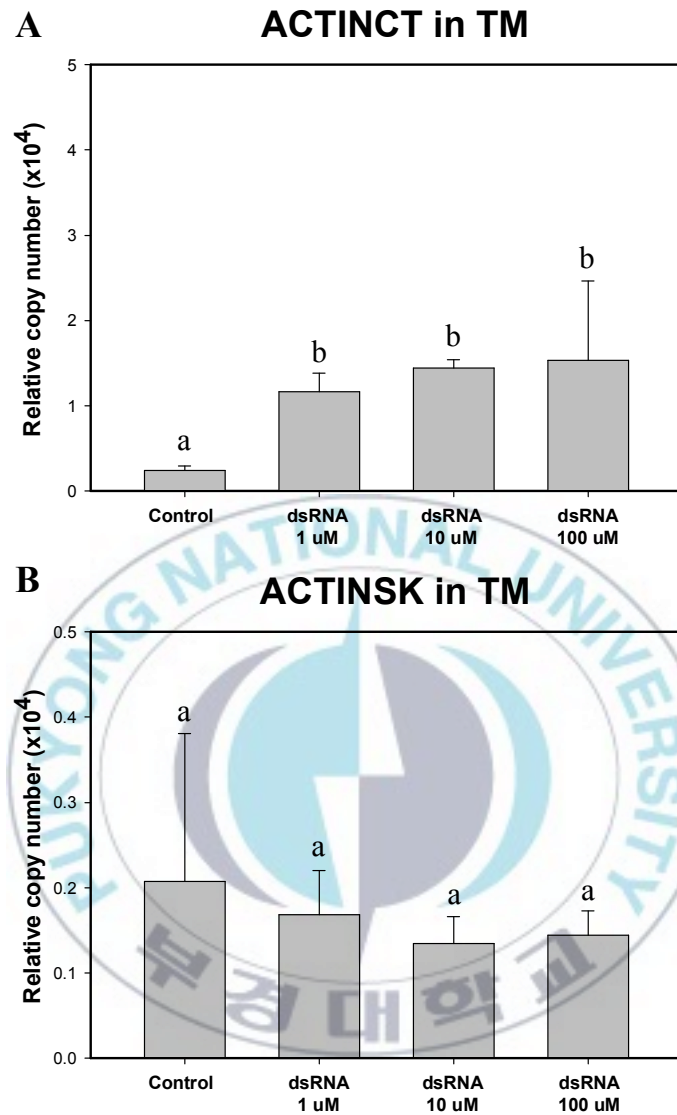 A
ACTINCT in TM
Relative copy number (x10⁴)
5
4
3
2
1
0
a
b
b
b
Control
dsRNA
1 uM
dsRNA
10 uM
dsRNA
100 uM
B
ACTINSK in TM
Relative copy number (x10⁴)
0.5
0.4
0.3
0.2
0.1
0.0
a
a
a
a
Control
dsRNA
1 uM
dsRNA
10 uM
dsRNA
100 uM
PUKYONG NATIONAL UNIVERSITY
부경대학교